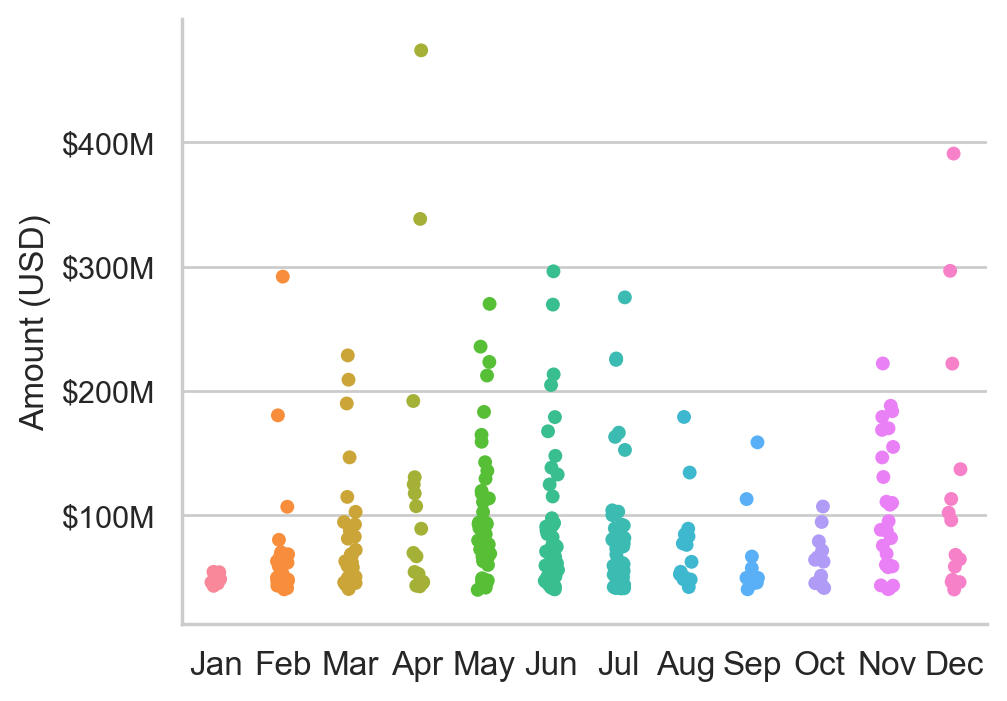 $400M
$300M
$200M
$100M
Amount (USD)
Jan Feb Mar Apr May Jun Jul Aug Sep Oct Nov Dec